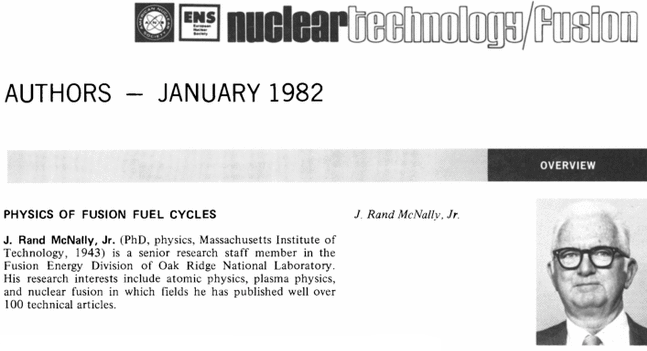 ENS
European
Nuclear
Society
nucleartechnology/fusion
AUTHORS — JANUARY 1982
OVERVIEW
PHYSICS OF FUSION FUEL CYCLES
J. Rand McNally, Jr. (PhD, physics, Massachusetts Institute of
Technology, 1943) is a senior research staff member in the
Fusion Energy Division of Oak Ridge National Laboratory.
His research interests include atomic physics, plasma physics,
and nuclear fusion in which fields he has published well over
100 technical articles.
J. Rand McNally, Jr.